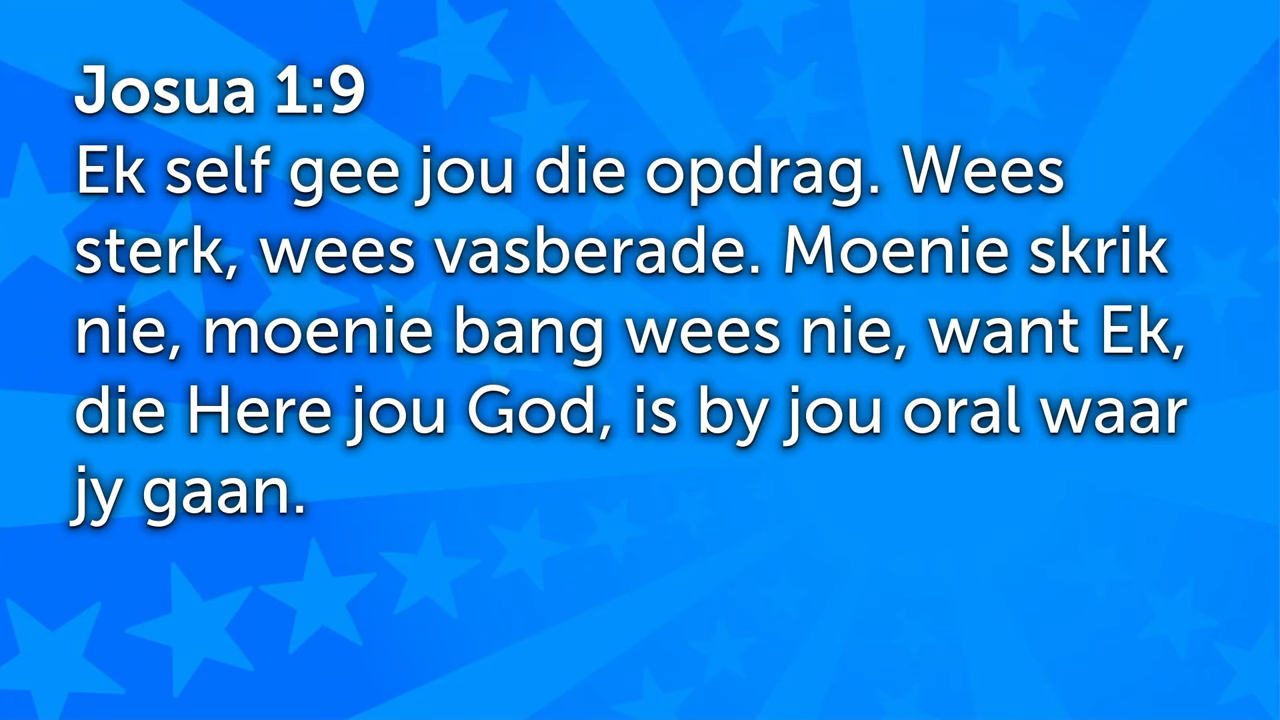 Josua 1:9
Ek self gee jou die opdrag. Wees
sterk, wees vasberade. Moenie skrik
nie, moenie bang wees nie, want Ek,
die Here jou God, is by jou oral waar
jy gaan.